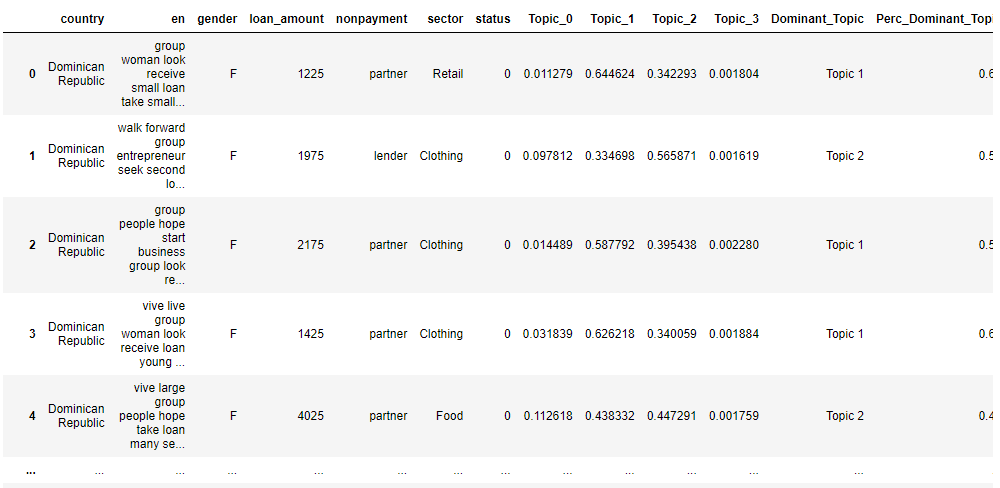 country en gender loan_amount nonpayment sector status Topic_0 Topic_1 Topic_2 Topic_3 Dominant_Topic Perc_Dominant_Topi
group
woman look
0 Dominican Republic receive F 1225 partner Retail 0 0.011279 0.644624 0.342293 0.001804 Topic 1 0.6
small loan
take small...
walk forward
group
1 Dominican Republic entrepreneur F 1975 lender Clothing 0 0.097812 0.334698 0.565871 0.001619 Topic 2 0.5
seek second
lo...
group
people hope
start
2 Dominican Republic business F 2175 partner Clothing 0 0.014489 0.587792 0.395438 0.002280 Topic 1 0.5
group look
re...
vive live
group
3 Dominican Republic woman look F 1425 partner Clothing 0 0.031839 0.626218 0.340059 0.001884 Topic 1 0.6
receive loan
young ...
vive large
group
4 Dominican Republic people hope F 4025 partner Food 0 0.112618 0.438332 0.447291 0.001759 Topic 2 0.4
take loan
many se...
... ... ... ... ... ... ... ... ... ... ... ... ...